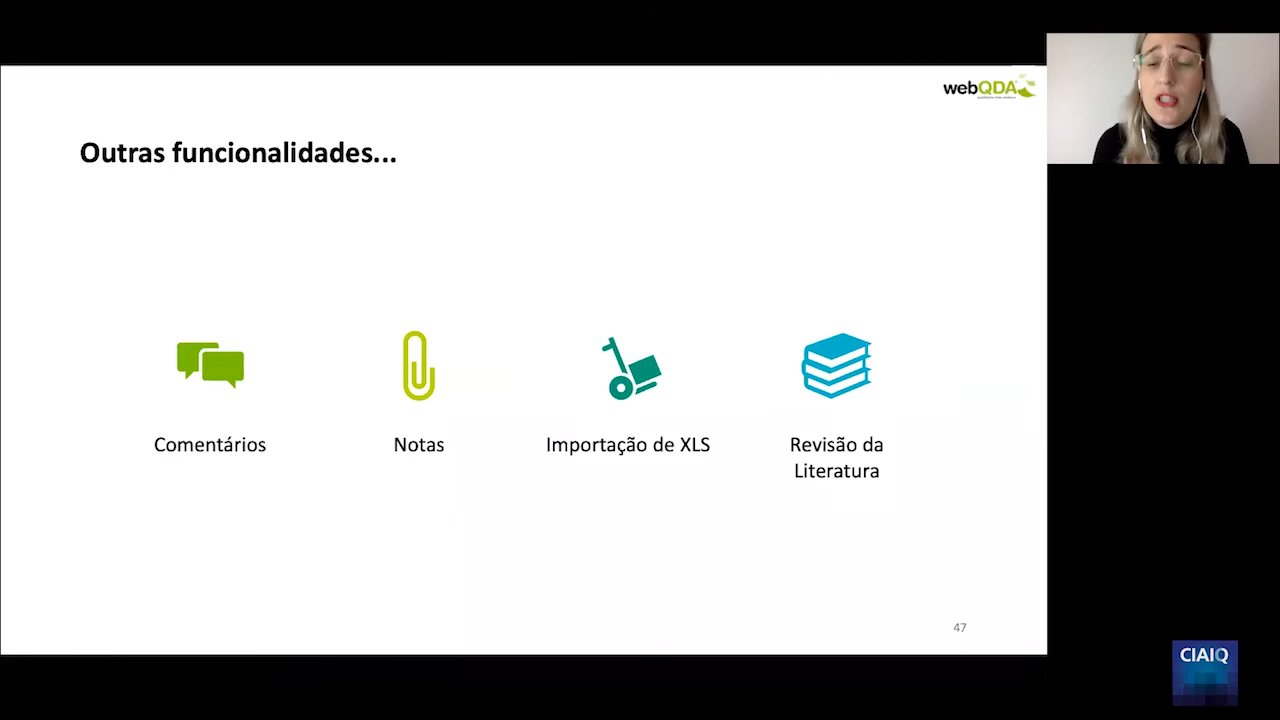 webQDA
Outras funcionalidades...
Comentários
Notas
Importação de XLS
Revisão da
Literatura
47
CIAIQ